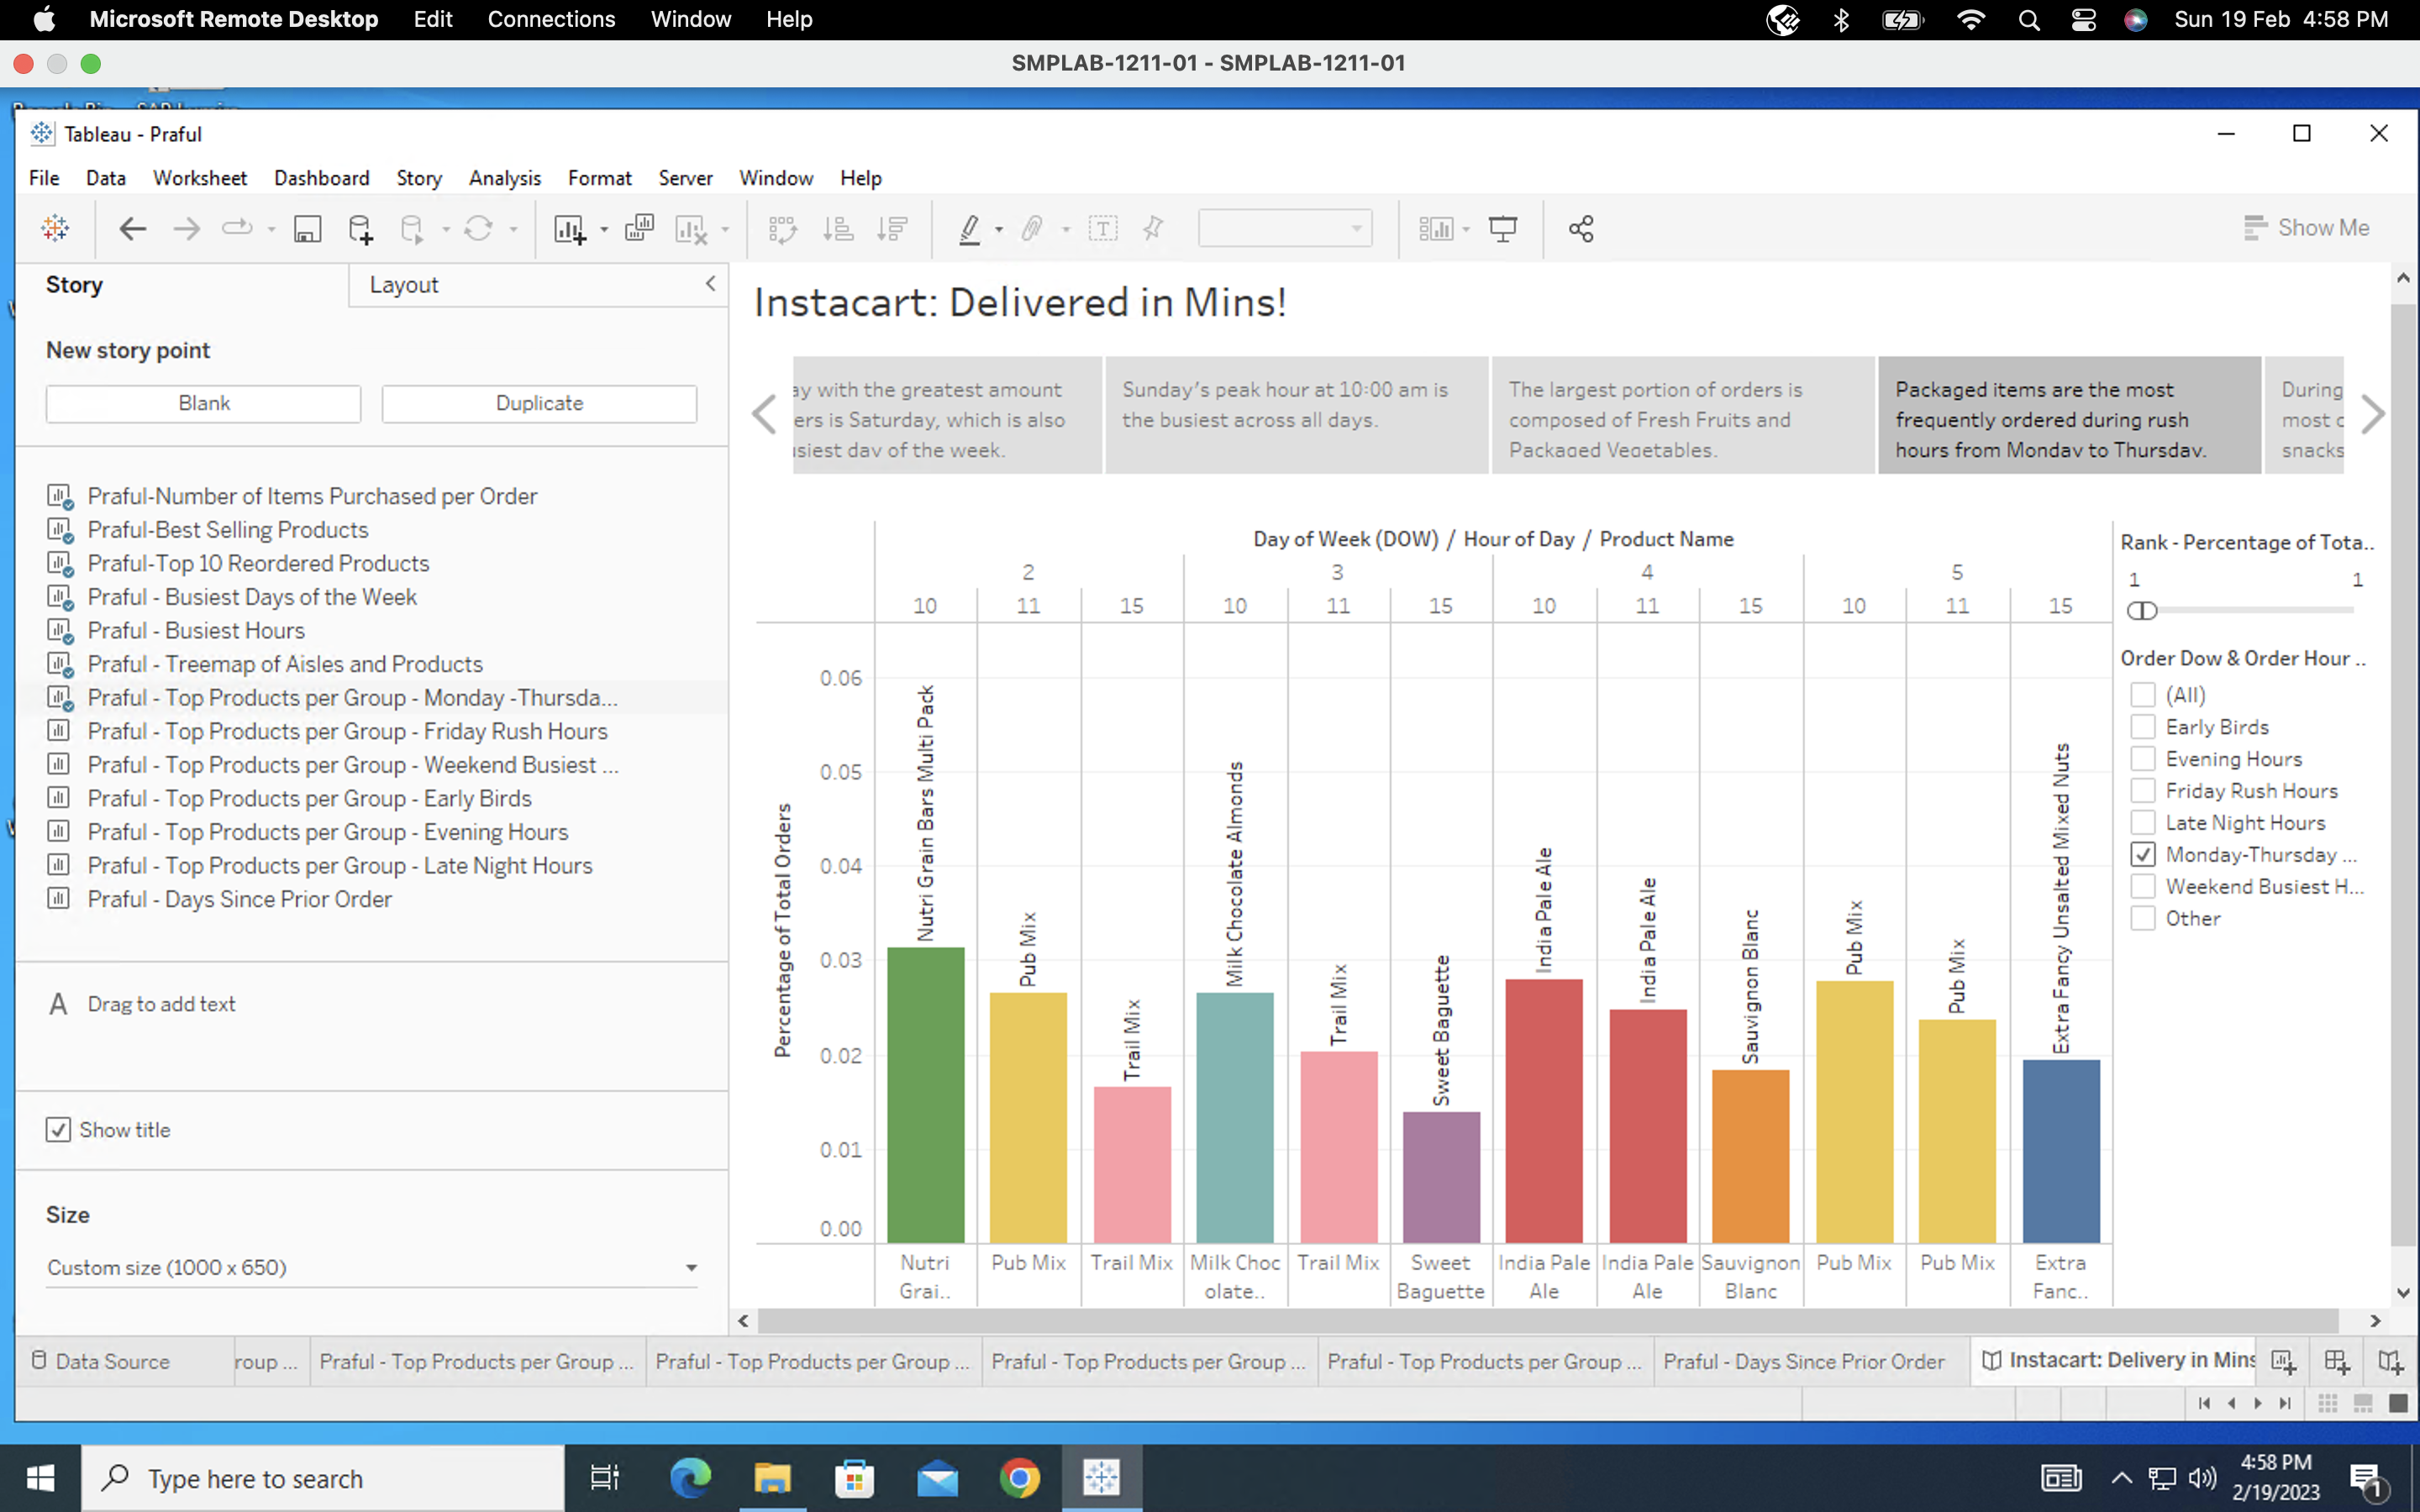 Microsoft Remote Desktop Edit Connections Window Help Sun 19 Feb 4:58 PM
SMPLAB-1211-01 - SMPLAB-1211-01
Tableau - Praful
File Data Worksheet Dashboard Story Analysis Format Server Window Help
Show Me
Story Layout
New story point
Blank Duplicate
Praful-Number of Items Purchased per Order
Praful-Best Selling Products
Praful-Top 10 Reordered Products
Praful - Busiest Days of the Week
Praful - Busiest Hours
Praful - Treemap of Aisles and Products
Praful - Top Products per Group - Monday -Thursda...
Praful - Top Products per Group - Friday Rush Hours
Praful - Top Products per Group - Weekend Busiest ...
Praful - Top Products per Group - Early Birds
Praful - Top Products per Group - Evening Hours
Praful - Top Products per Group - Late Night Hours
Praful - Days Since Prior Order
A Drag to add text
Show title
Size
Custom size (1000 x 650)
Instacart: Delivered in Mins!
ay with the greatest amount
ers is Saturday, which is also
siest day of the week.
Sunday's peak hour at 10:00 am is
the busiest across all days.
The largest portion of orders is
composed of Fresh Fruits and
Packaged Vegetables.
Packaged items are the most
frequently ordered during rush
hours from Monday to Thursday.
During
most
snacks
Day of Week (DOW) / Hour of Day / Product Name
2 3 4 5
10 11 15 10 11 15 10 11 15 10 11 15
Percentage of Total Orders
0.06
0.05
0.04
0.03
0.02
0.01
0.00
Nutri Grain Bars Multi Pack
Pub Mix
Trail Mix
Milk Chocolate Almonds
Trail Mix
Sweet Baguette
India Pale Ale
India Pale Ale
Sauvignon Blanc
Pub Mix
Pub Mix
Extra Fancy Unsalted Mixed Nuts
Nutri Pub Mix Trail Mix Milk Choc Trail Mix Sweet India Pale India Pale Sauvignon Pub Mix Pub Mix Extra
Grai.. olate.. Baguette Ale Ale Blanc Fanc..
Rank - Percentage of Tota..
1 1
Order Dow & Order Hour ..
(All)
Early Birds
Evening Hours
Friday Rush Hours
Late Night Hours
Monday-Thursday ...
Weekend Busiest H...
Other
Data Source roup ... Praful - Top Products per Group ... Praful - Top Products per Group ... Praful - Top Products per Group ... Praful - Top Products per Group ... Praful - Days Since Prior Order Instacart: Delivery in Mins
Type here to search
4:58 PM
2/19/2023
1